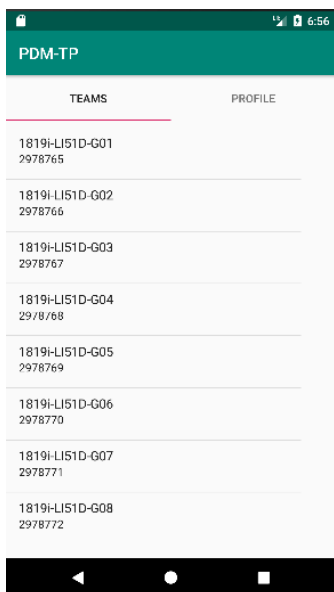 6:56
PDM-TP
TEAMS PROFILE
1819i-LI51D-G01
2978765
1819i-LI51D-G02
2978766
1819i-LI51D-G03
2978767
1819i-LI51D-G04
2978768
1819i-LI51D-G05
2978769
1819i-LI51D-G06
2978770
1819i-LI51D-G07
2978771
1819i-LI51D-G08
2978772